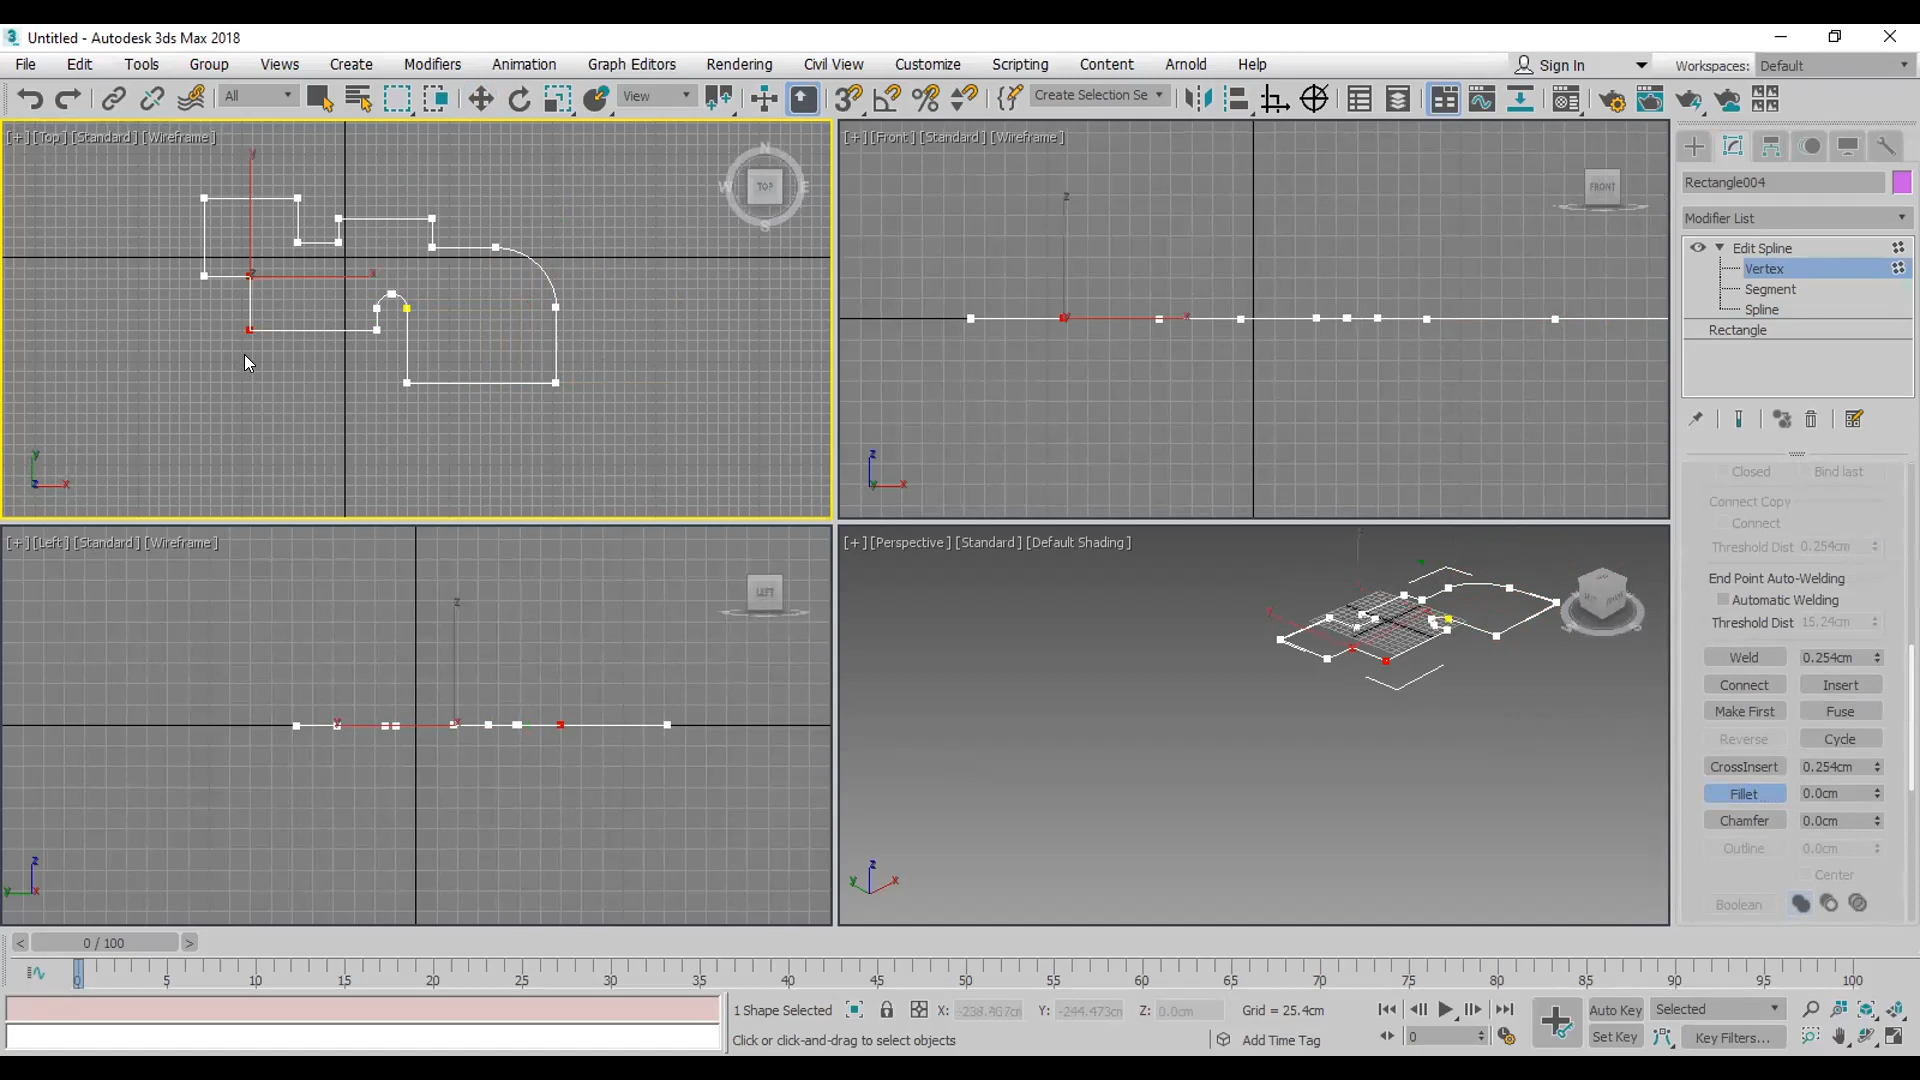 3 Untitled - Autodesk 3ds Max 2018
File Edit Tools Group Views Create Modifiers Animation Graph Editors Rendering Civil View Customize Scripting Content Arnold Help Sign In Workspaces: Default
All View Create Selection Se
[+] [Top] [Standard] [Wireframe] [+] [Front] [Standard] [Wireframe]
N W E S TOP FRONT
y x z x
Rectangle004
Modifier List
Edit Spline
Vertex
Segment
Spline
Rectangle
y z x z y x
Closed Bind last
Connect Copy
Connect
Threshold Dist 0.254cm
End Point Auto-Welding
Automatic Welding
Threshold Dist 15.24cm
Weld 0.254cm
Connect Insert
Make First Fuse
Reverse Cycle
CrossInsert 0.254cm
Fillet 0.0cm
Chamfer 0.0cm
Outline 0.0cm
Center
Boolean
[+] [Left] [Standard] [Wireframe] [+] [Perspective] [Standard] [Default Shading]
LEFT
z y x
z y x z y x
< 0 / 100 >
0 5 10 15 20 25 30 35 40 45 50 55 60 65 70 75 80 85 90 95 100
1 Shape Selected X: Y: -244.473cm Z: 0.0cm Grid = 25.4cm Auto Key Selected
Click or click-and-drag to select objects Add Time Tag 0 Set Key Key Filters...